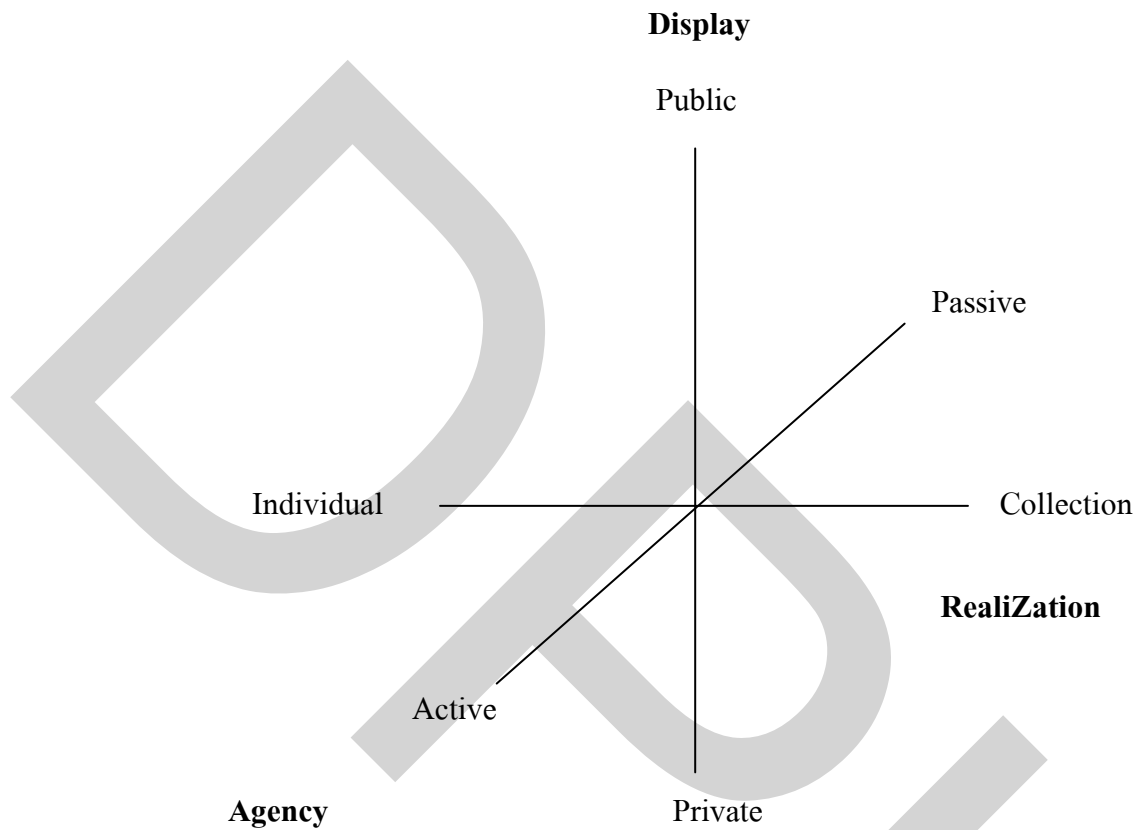 Display
Public
Passive
Individual
Collection
RealiZation
Active
Agency
Private